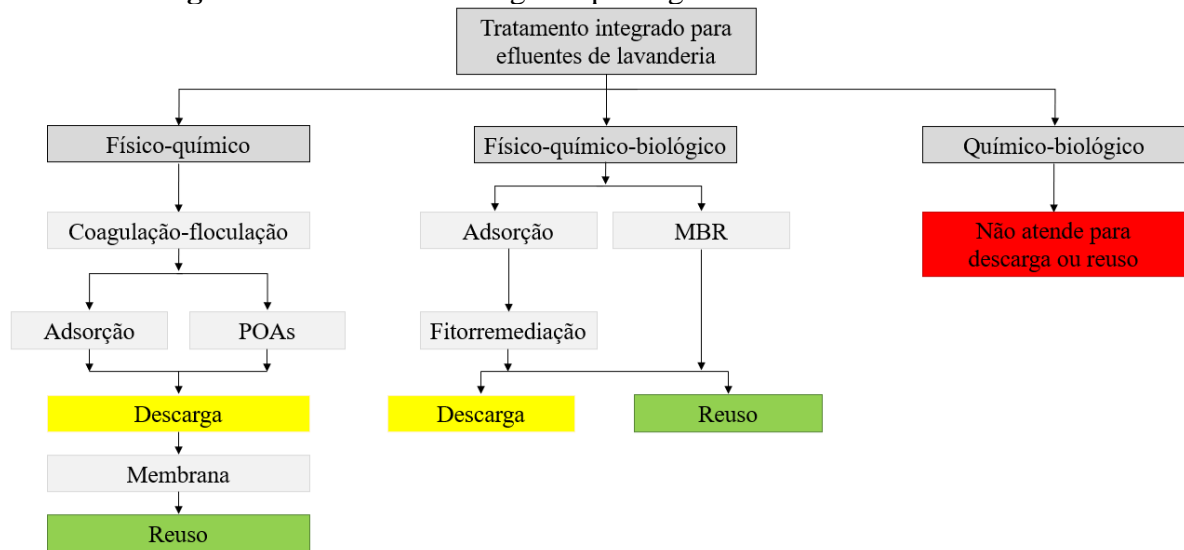 Tratamento integrado para
efluentes de lavanderia
Físico-químico
Físico-químico-biológico
Químico-biológico
Coagulação-floculação
Adsorção
MBR
Não atende para
descarga ou reuso
Adsorção
POAs
Fitorremediação
Descarga
Descarga
Reuso
Membrana
Reuso